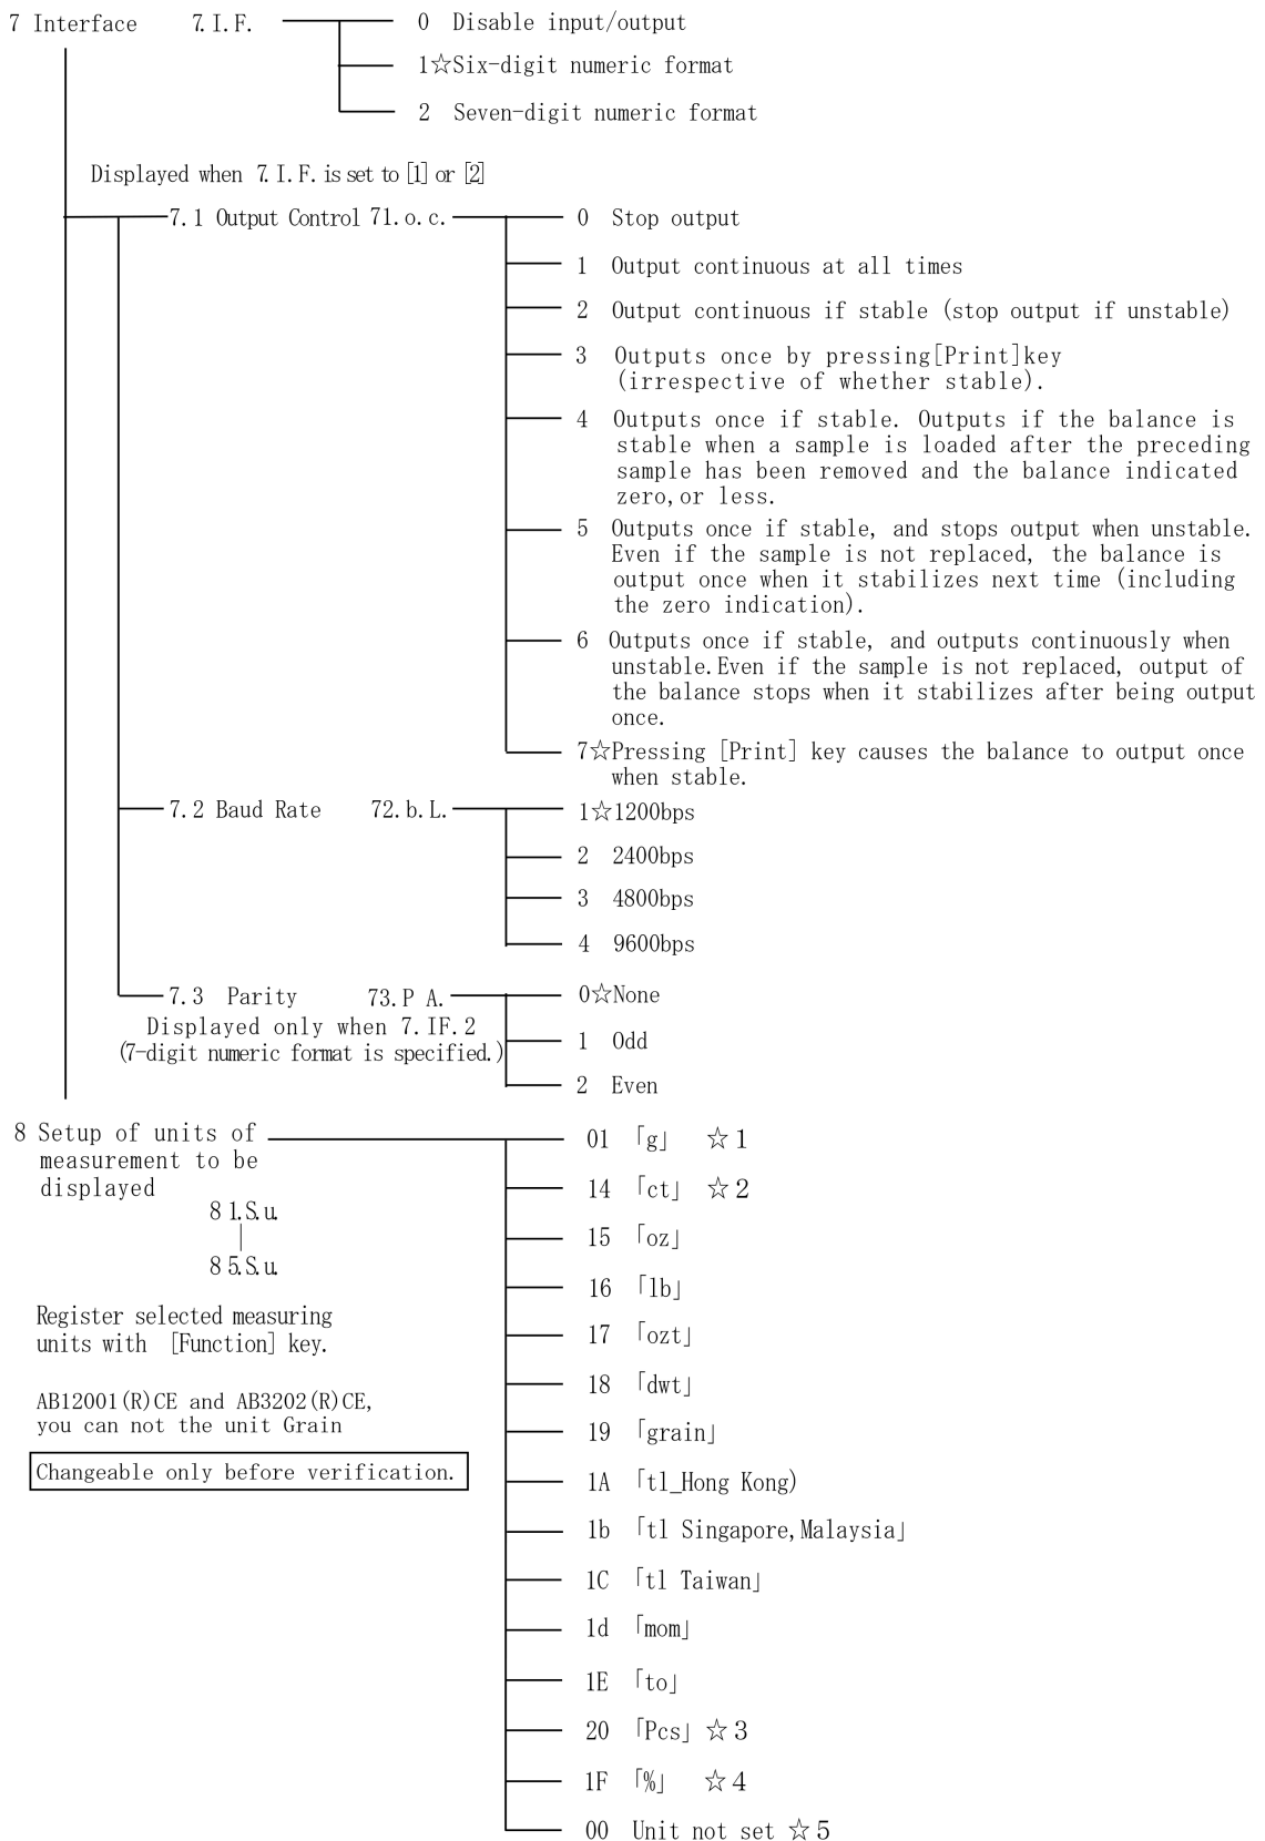 7 Interface 7.I.F. 0 Disable input/output
1☆Six-digit numeric format
2 Seven-digit numeric format
Displayed when 7.I.F. is set to [1] or [2]
7.1 Output Control 71.o.c. 0 Stop output
1 Output continuous at all times
2 Output continuous if stable (stop output if unstable)
3 Outputs once by pressing[Print]key
(irrespective of whether stable).
4 Outputs once if stable. Outputs if the balance is
stable when a sample is loaded after the preceding
sample has been removed and the balance indicated
zero,or less.
5 Outputs once if stable, and stops output when unstable.
Even if the sample is not replaced, the balance is
output once when it stabilizes next time (including
the zero indication).
6 Outputs once if stable, and outputs continuously when
unstable.Even if the sample is not replaced, output of
the balance stops when it stabilizes after being output
once.
7☆Pressing [Print] key causes the balance to output once
when stable.
7.2 Baud Rate 72.b.L. 1☆1200bps
2 2400bps
3 4800bps
4 9600bps
7.3 Parity 73.P A. 0☆None
Displayed only when 7.IF.2
(7-digit numeric format is specified.)
1 Odd
2 Even
8 Setup of units of
measurement to be
displayed
8 1.S.u.
8 5.S.u.
Register selected measuring
units with [Function] key.
AB12001(R)CE and AB3202(R)CE,
you can not the unit Grain
Changeable only before verification.
01 「g」 ☆1
14 「ct」 ☆2
15 「oz」
16 「lb」
17 「ozt」
18 「dwt」
19 「grain」
1A 「tl_Hong Kong)
1b 「tl Singapore,Malaysia」
1C 「tl Taiwan」
1d 「mom」
1E 「to」
20 「Pcs」 ☆3
1F 「%」 ☆4
00 Unit not set ☆5